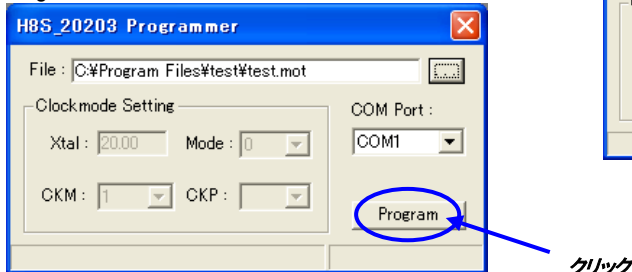 H8S_20203 Programmer
File : C:¥Program Files¥test¥test.mot
...
Clockmode Setting
COM Port :
Xtal : 20.00 Mode : 0
COM1
CKM : 1 CKP :
Program
クリック